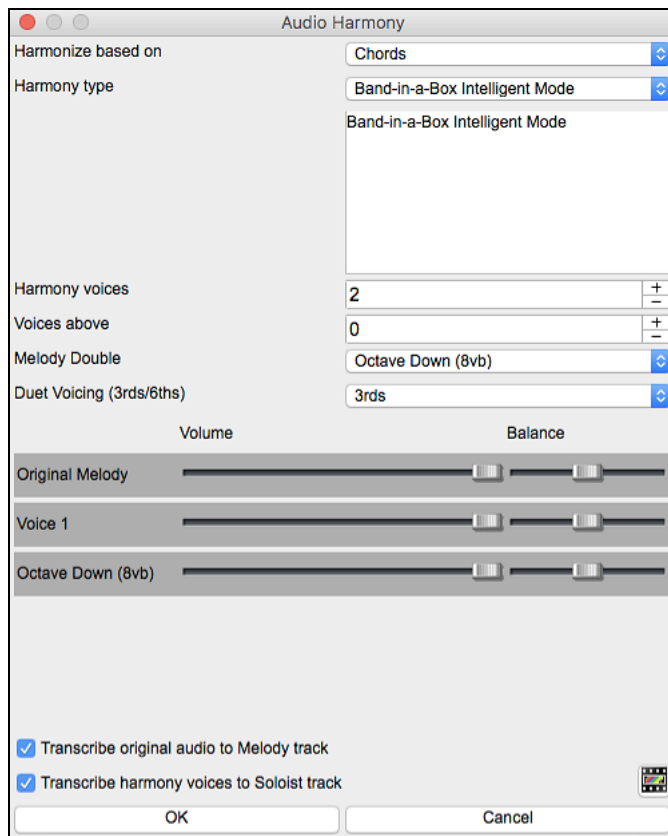 Audio Harmony
Harmonize based on Chords
Harmony type Band-in-a-Box Intelligent Mode
Band-in-a-Box Intelligent Mode
Harmony voices 2 + −
Voices above 0 + −
Melody Double Octave Down (8vb)
Duet Voicing (3rds/6ths) 3rds
Volume Balance
Original Melody
Voice 1
Octave Down (8vb)
Transcribe original audio to Melody track
Transcribe harmony voices to Soloist track
OK Cancel